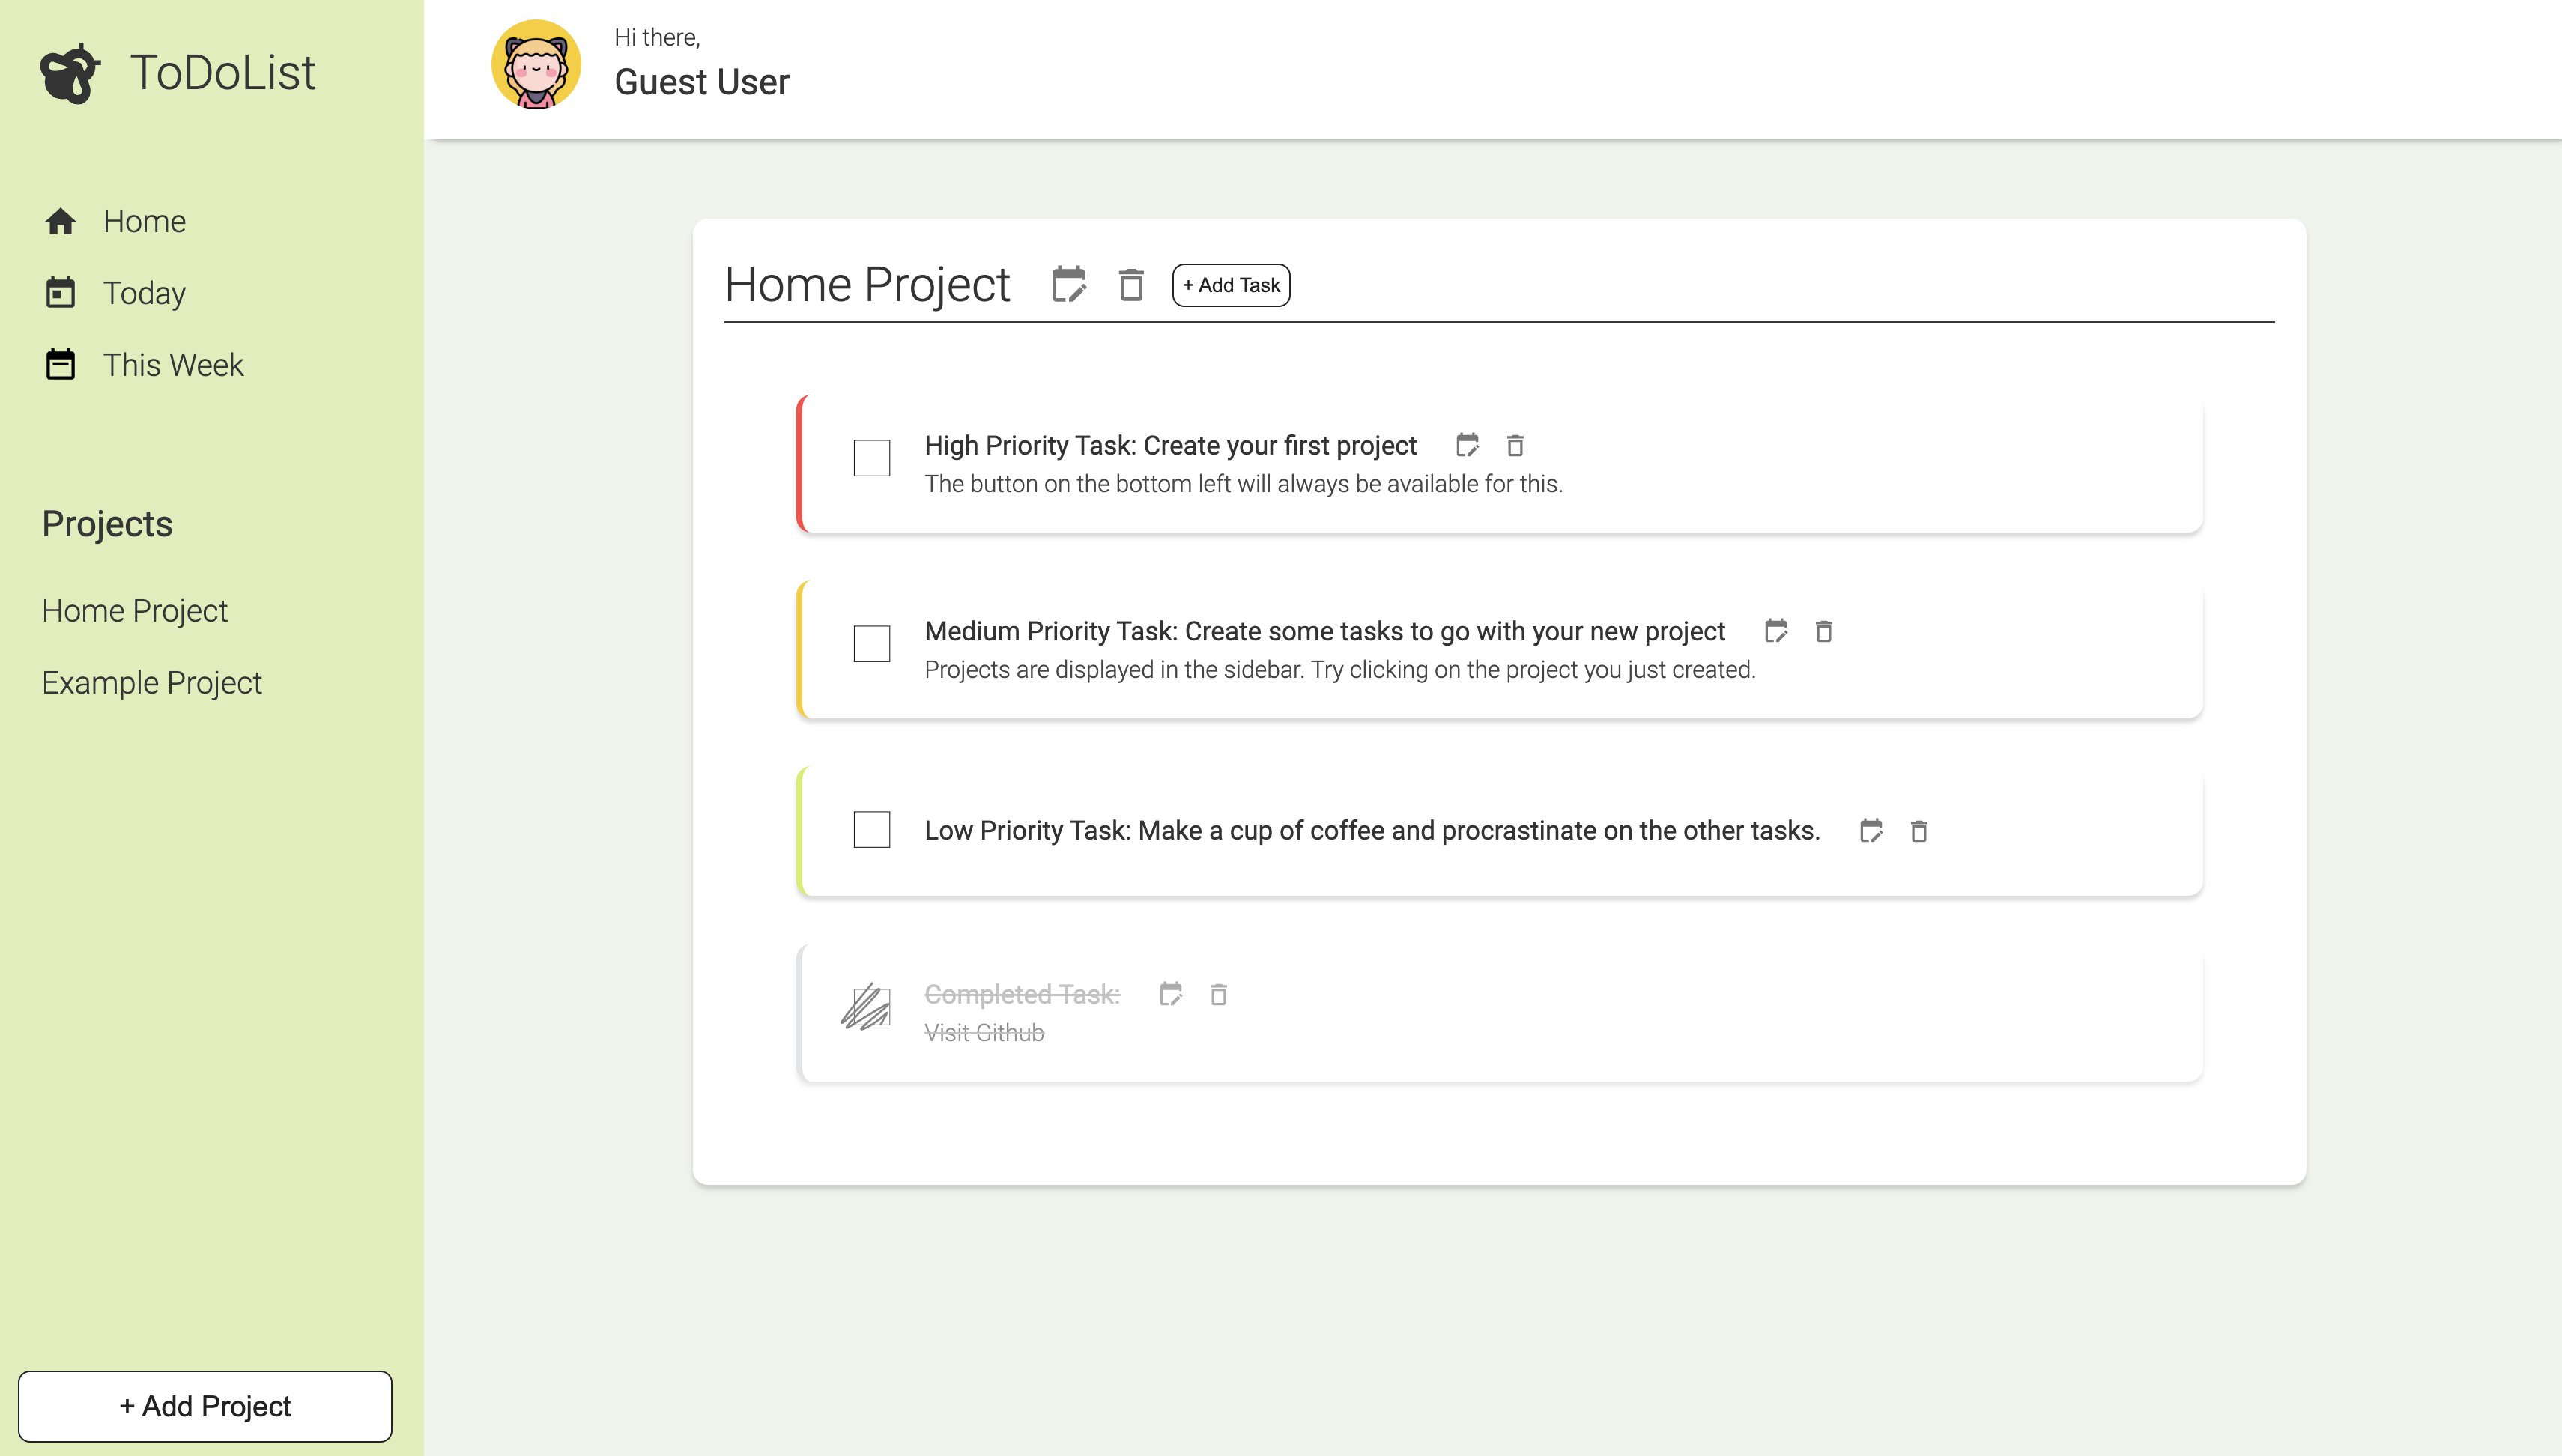 ToDoList
Home
Today
This Week
Projects
Home Project
Example Project
+ Add Project
Hi there,
Guest User
Home Project
+ Add Task
High Priority Task: Create your first project
The button on the bottom left will always be available for this.
Medium Priority Task: Create some tasks to go with your new project
Projects are displayed in the sidebar. Try clicking on the project you just created.
Low Priority Task: Make a cup of coffee and procrastinate on the other tasks.
Completed Task:
Visit Github